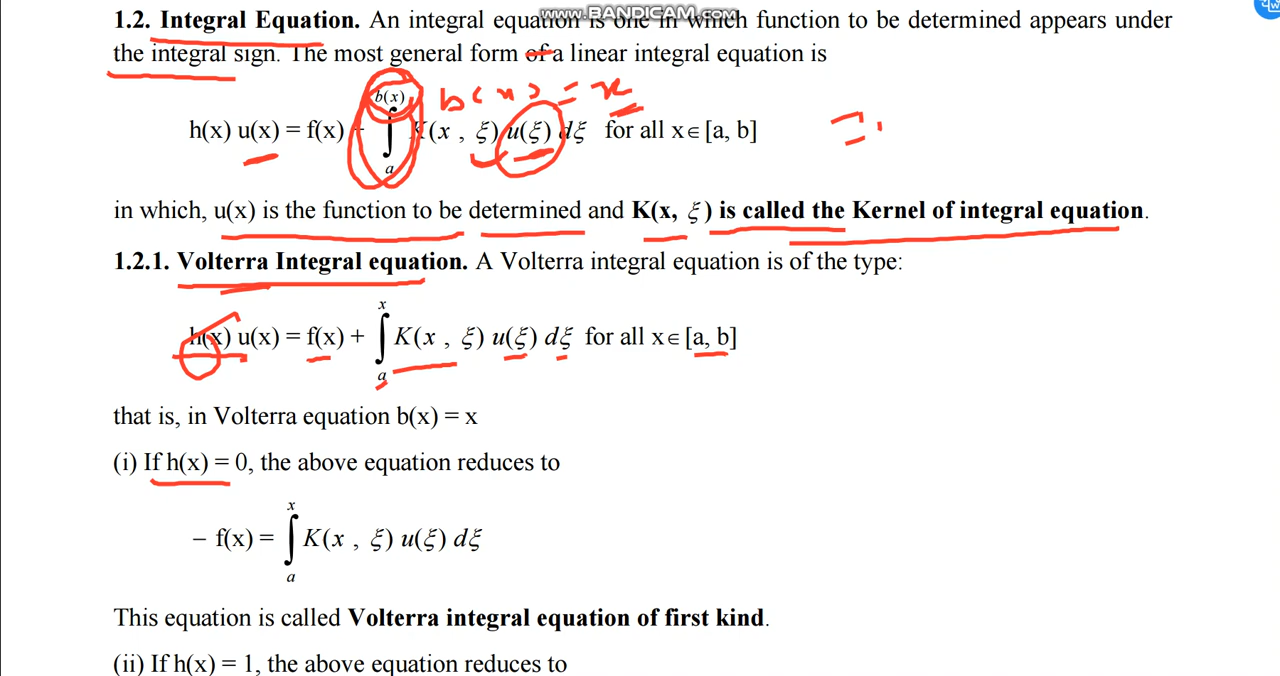 1.2. Integral Equation. An integral equation is one in which function to be determined appears under
www.BANDICAM.com
the integral sign. The most general form of a linear integral equation is
b(x) b(x) = x
h(x) u(x) = f(x) + ∫ K(x , ξ) u(ξ) dξ for all x∈[a, b] =
a
in which, u(x) is the function to be determined and K(x, ξ) is called the Kernel of integral equation.
1.2.1. Volterra Integral equation. A Volterra integral equation is of the type:
x
h(x) u(x) = f(x) + ∫ K(x , ξ) u(ξ) dξ for all x∈[a, b]
a
that is, in Volterra equation b(x) = x
(i) If h(x) = 0, the above equation reduces to
x
– f(x) = ∫ K(x , ξ) u(ξ) dξ
a
This equation is called Volterra integral equation of first kind.
(ii) If h(x) = 1, the above equation reduces to